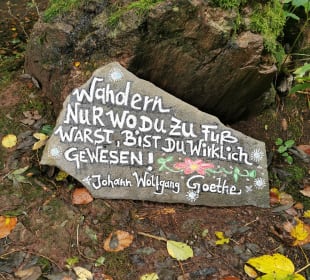 Wandern
Nur wo du zu Fuß
warst, bist du wirklich
gewesen!
Johann Wolfgang Goethe